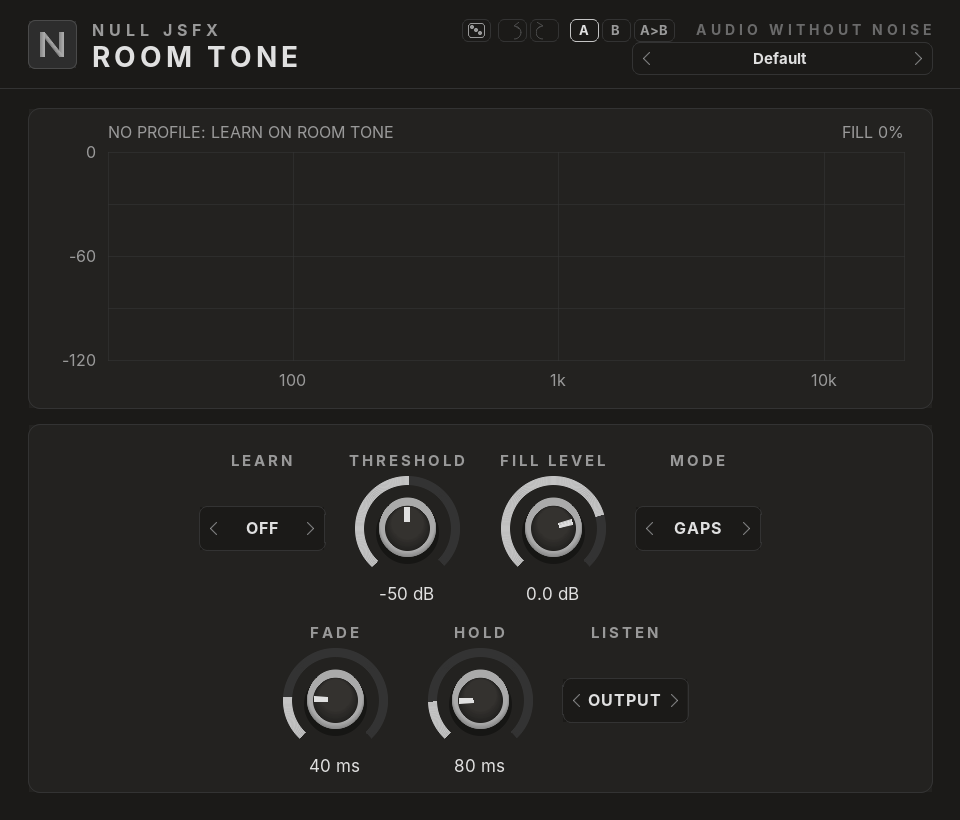 N
NULL JSFX
ROOM TONE
A B A>B
AUDIO WITHOUT NOISE
Default
NO PROFILE: LEARN ON ROOM TONE
FILL 0%
0
-60
-120
100 1k 10k
LEARN THRESHOLD FILL LEVEL MODE
OFF GAPS
-50 dB 0.0 dB
FADE HOLD LISTEN
OUTPUT
40 ms 80 ms